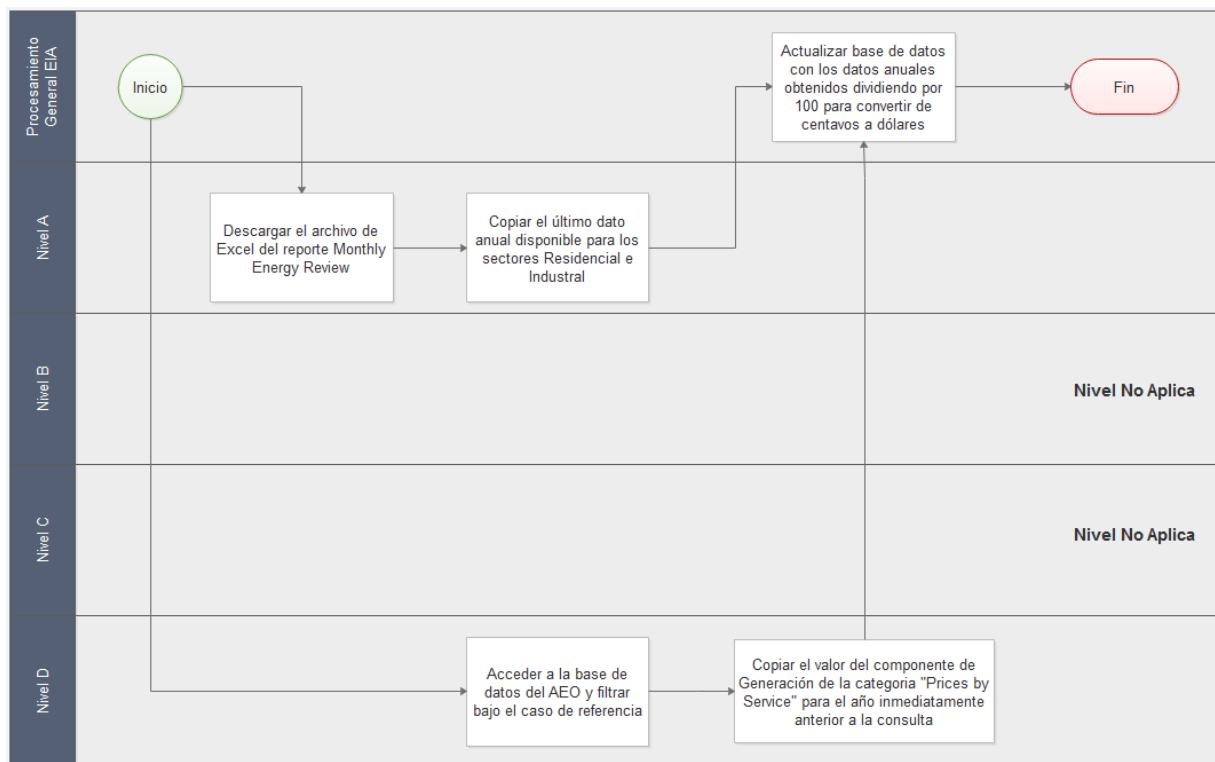 Procesamiento
General EIA
Inicio
Actualizar base de datos
con los datos anuales
obtenidos dividiendo por
100 para convertir de
centavos a dólares
Fin
Nivel A
Descargar el archivo de
Excel del reporte Monthly
Energy Review
Copiar el último dato
anual disponible para los
sectores Residencial e
Industral
Nivel B
Nivel No Aplica
Nivel C
Nivel No Aplica
Nivel D
Acceder a la base de
datos del AEO y filtrar
bajo el caso de referencia
Copiar el valor del componente de
Generación de la categoria "Prices by
Service" para el año inmediatamente
anterior a la consulta